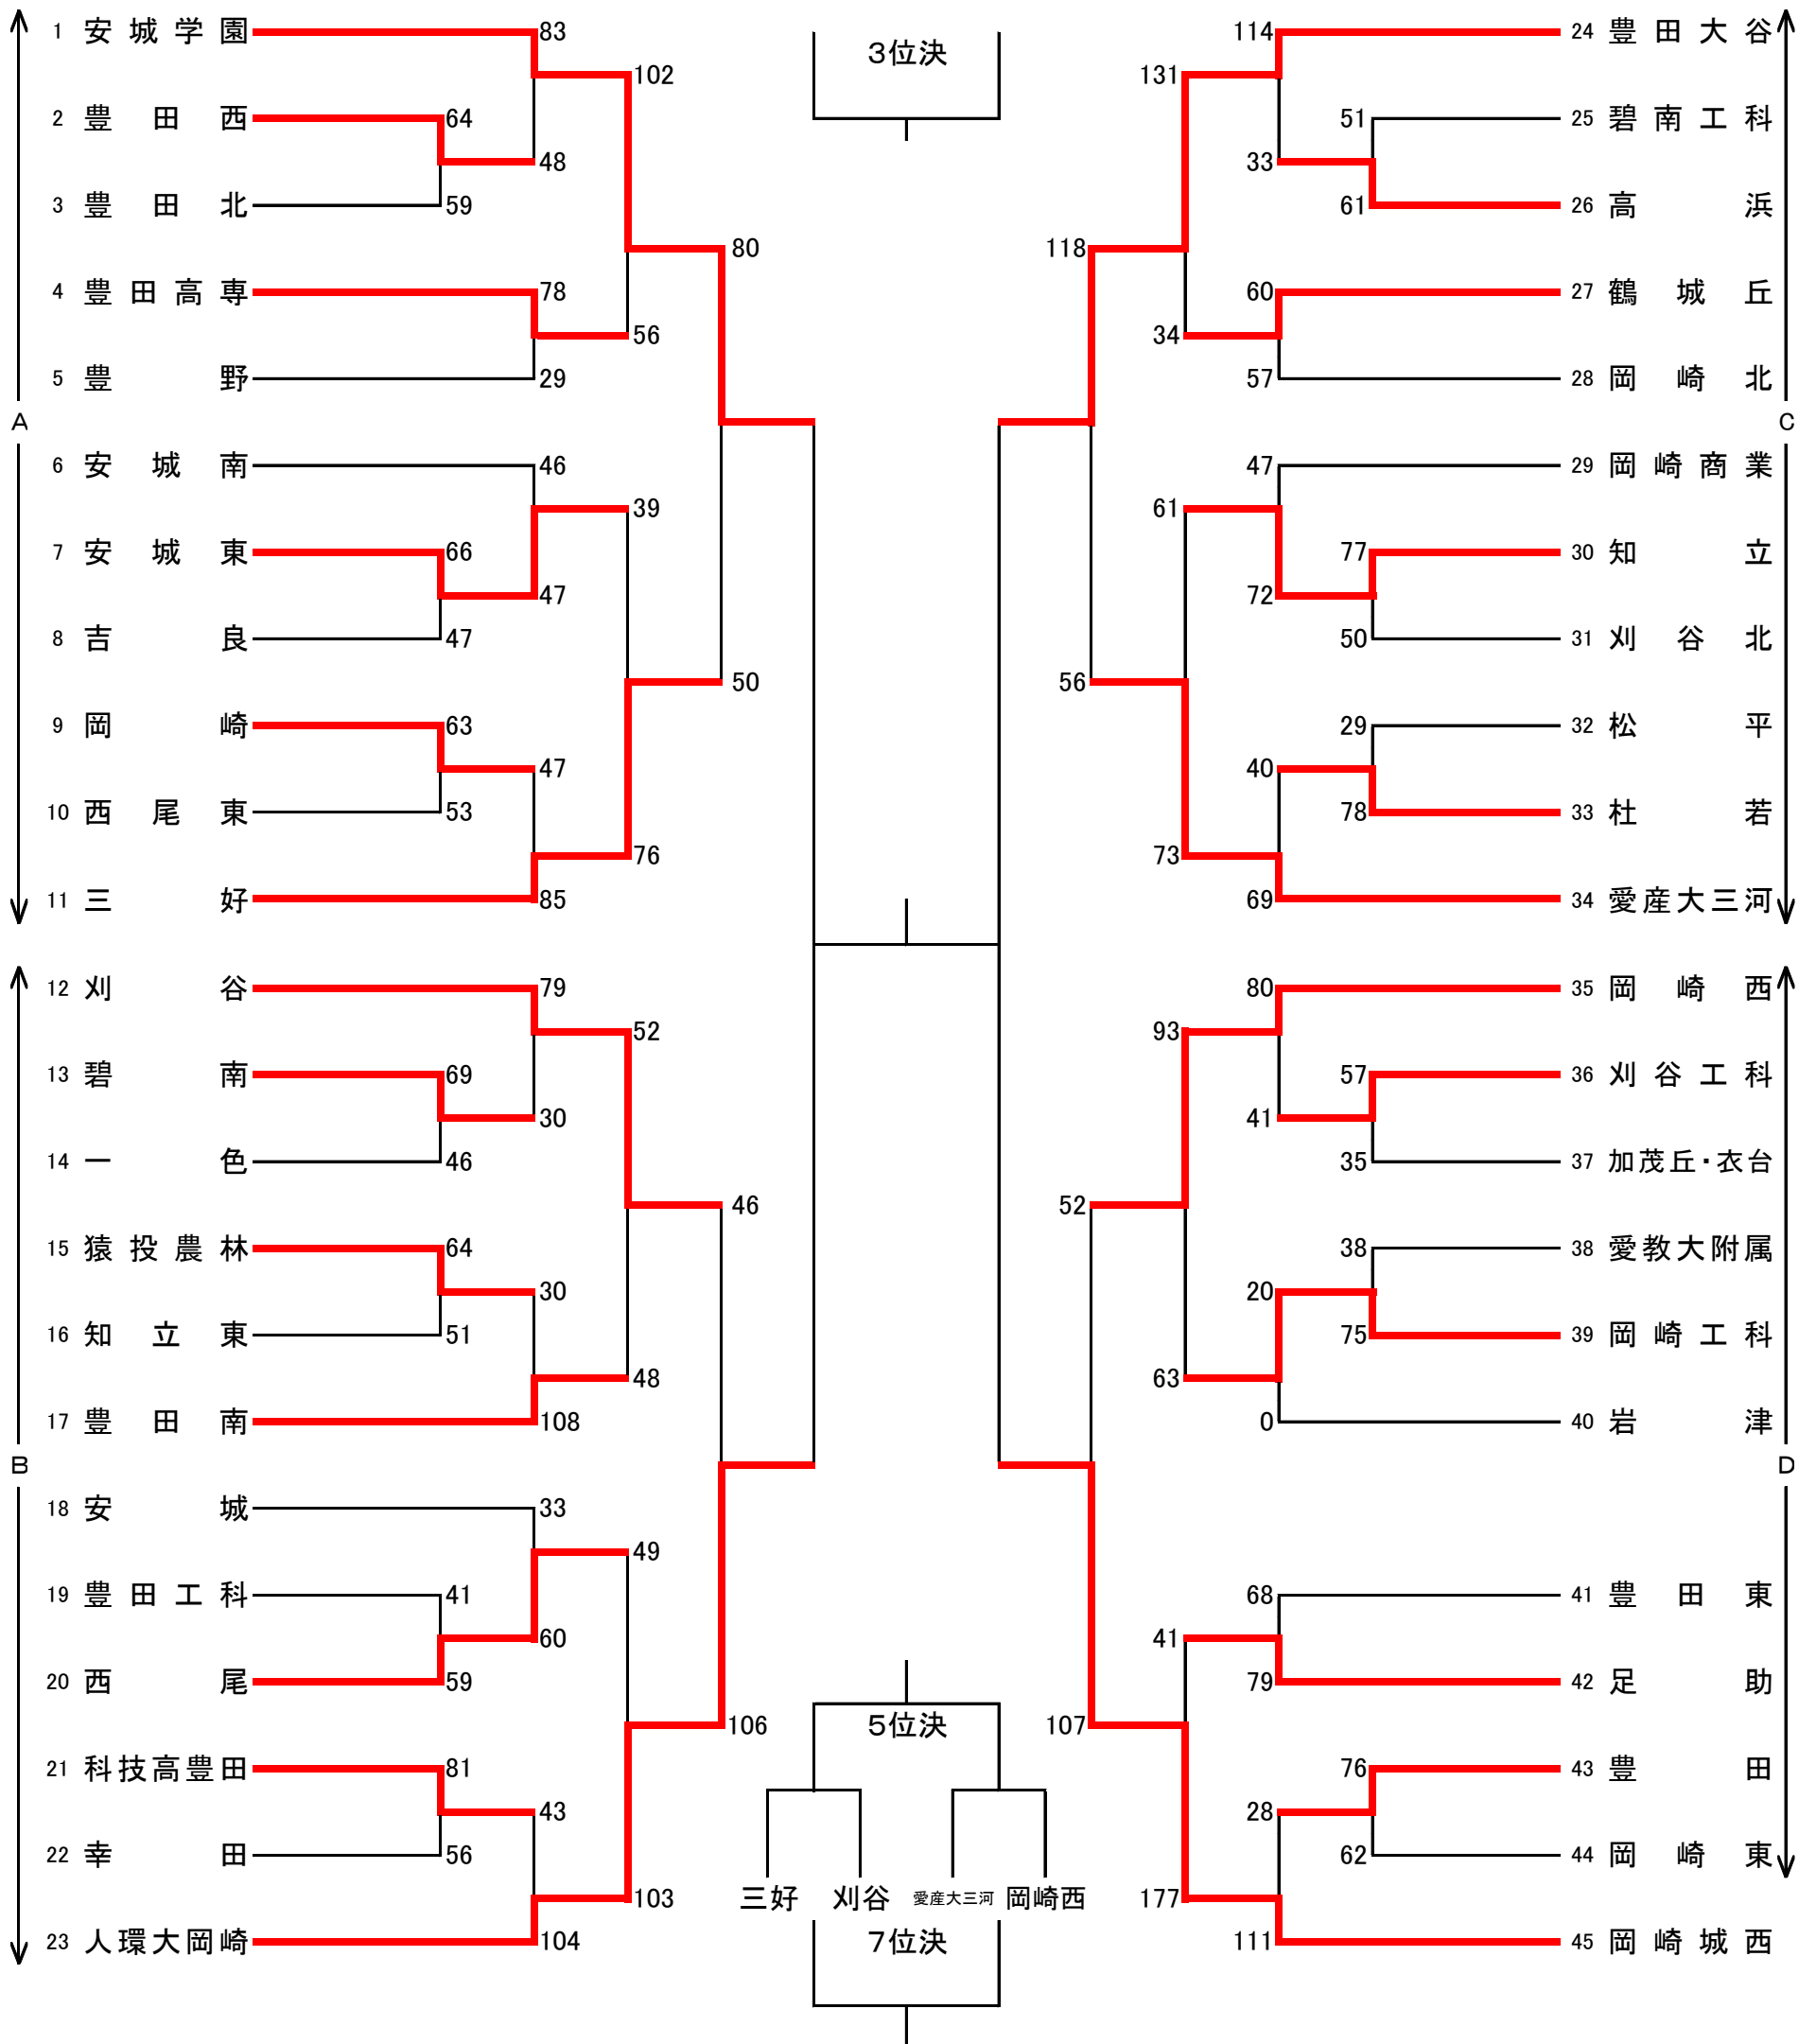 1 安城学園 83
102
2 豊田西 64
48
3 豊田北 59
80
4 豊田高専 78
56
5 豊野 29
A
6 安城南 46
39
7 安城東 66
47
8 吉良 47
50
9 岡崎 63
47
10 西尾東 53
76
11 三好 85
12 刈谷 79
52
13 碧南 69
30
14 一色 46
46
15 猿投農林 64
30
16 知立東 51
48
17 豊田南 108
B
18 安城 33
49
19 豊田工科 41
60
20 西尾 59
106
21 科技高豊田 81
43
22 幸田 56
103
23 人環大岡崎 104
3位決
5位決
三好 刈谷 愛産大三河 岡崎西
7位決
114 24 豊田大谷
131
51 25 碧南工科
33
61 26 高浜
118
60 27 鶴城丘
34
57 28 岡崎北
C
47 29 岡崎商業
61
77 30 知立
72
50 31 刈谷北
56
29 32 松平
40
78 33 杜若
73
69 34 愛産大三河
80 35 岡崎西
93
57 36 刈谷工科
41
35 37 加茂丘・衣台
52
38 38 愛教大附属
20
75 39 岡崎工科
63
0 40 岩津
D
68 41 豊田東
41
79 42 足助
107
76 43 豊田
28
62 44 岡崎東
177
111 45 岡崎城西